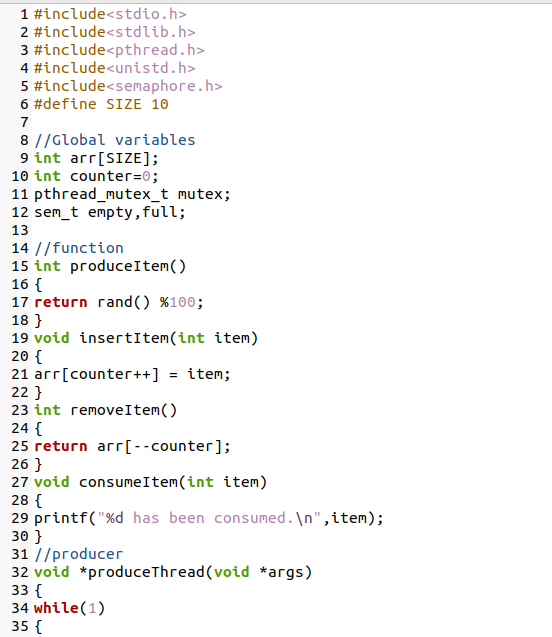 1 #include<stdio.h>
2 #include<stdlib.h>
3 #include<pthread.h>
4 #include<unistd.h>
5 #include<semaphore.h>
6 #define SIZE 10
7
8 //Global variables
9 int arr[SIZE];
10 int counter=0;
11 pthread_mutex_t mutex;
12 sem_t empty,full;
13
14 //function
15 int produceItem()
16 {
17 return rand() %100;
18 }
19 void insertItem(int item)
20 {
21 arr[counter++] = item;
22 }
23 int removeItem()
24 {
25 return arr[--counter];
26 }
27 void consumeItem(int item)
28 {
29 printf("%d has been consumed.\n",item);
30 }
31 //producer
32 void *produceThread(void *args)
33 {
34 while(1)
35 {